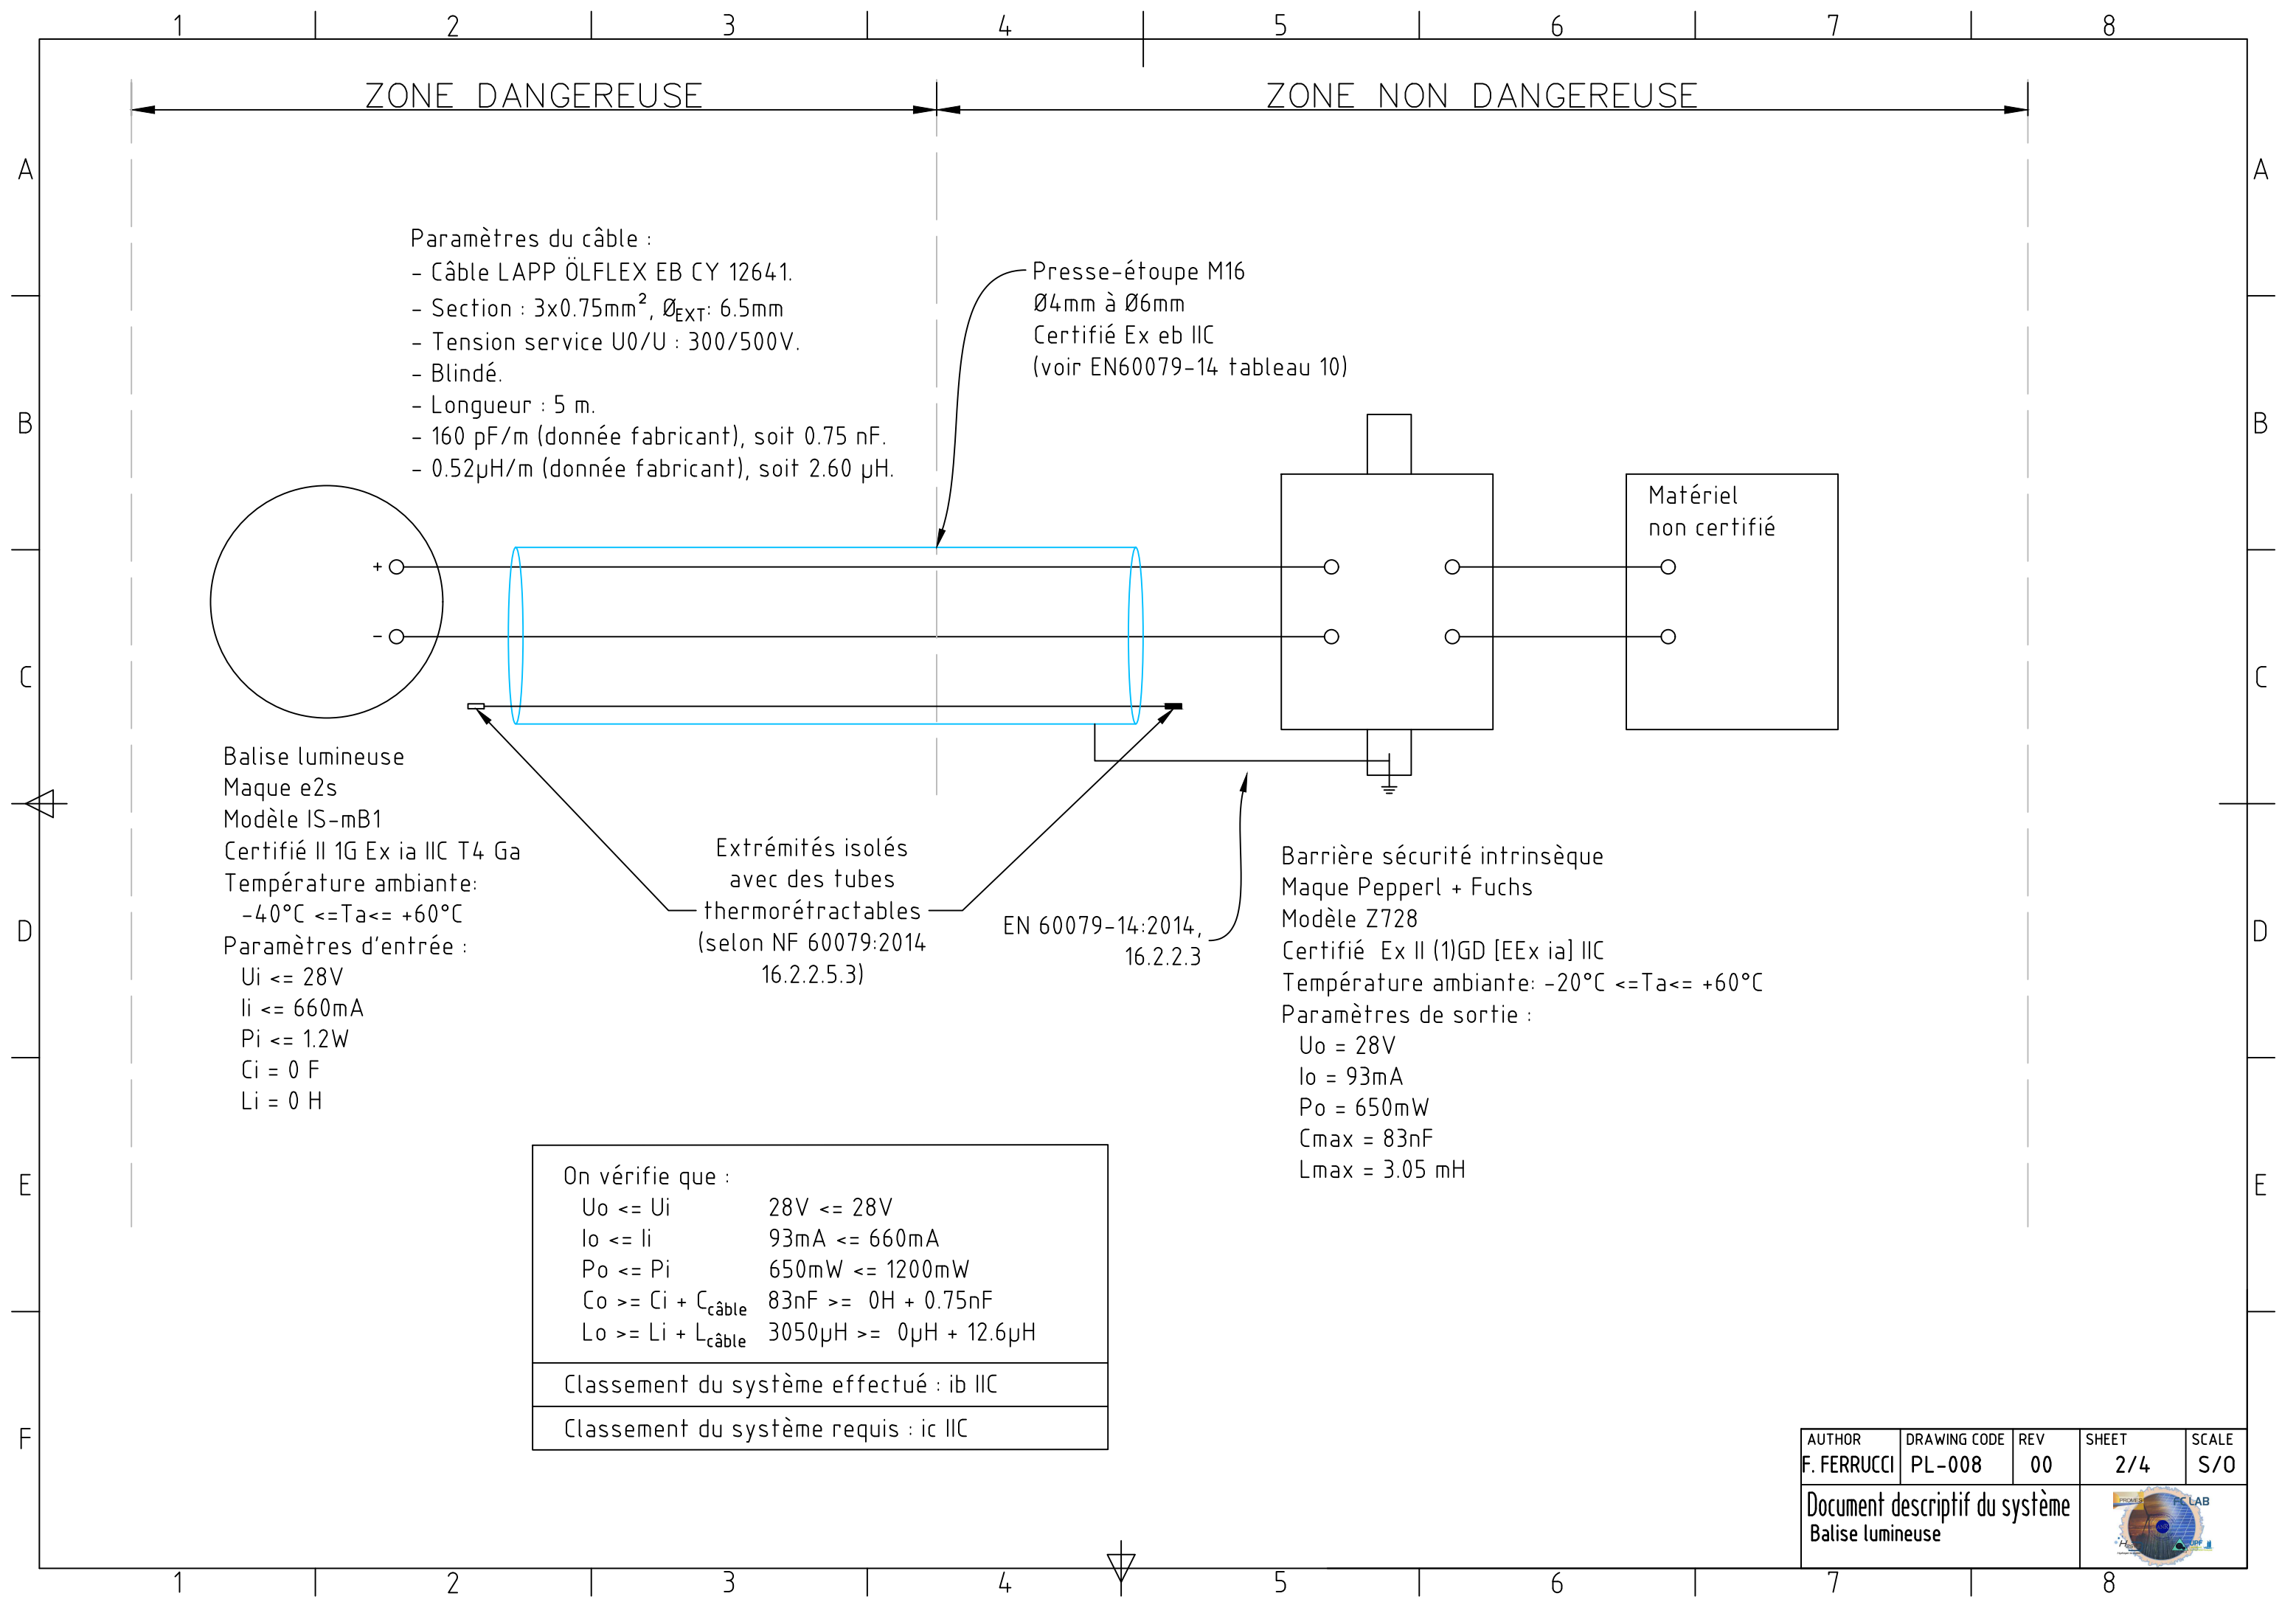 1 2 3 4 5 6 7 8
ZONE DANGEREUSE
ZONE NON DANGEREUSE
A A
Paramètres du câble :
- Câble LAPP ÖLFLEX EB CY 12641.
- Section : 3x0.75mm², ØEXT: 6.5mm
- Tension service U0/U : 300/500V.
- Blindé.
- Longueur : 5 m.
- 160 pF/m (donnée fabricant), soit 0.75 nF.
- 0.52µH/m (donnée fabricant), soit 2.60 µH.
Presse-étoupe M16
Ø4mm à Ø6mm
Certifié Ex eb IIC
(voir EN60079-14 tableau 10)
B B
Matériel
non certifié
+
-
C C
Balise lumineuse
Maque e2s
Modèle IS-mB1
Certifié II 1G Ex ia IIC T4 Ga
Température ambiante:
-40°C <=Ta<= +60°C
Paramètres d'entrée :
Ui <= 28V
Ii <= 660mA
Pi <= 1.2W
Ci = 0 F
Li = 0 H
Extrémités isolés
avec des tubes
thermorétractables
(selon NF 60079:2014
16.2.2.5.3)
EN 60079-14:2014,
16.2.2.3
Barrière sécurité intrinsèque
Maque Pepperl + Fuchs
Modèle Z728
Certifié Ex II (1)GD [EEx ia] IIC
Température ambiante: -20°C <=Ta<= +60°C
Paramètres de sortie :
Uo = 28V
Io = 93mA
Po = 650mW
Cmax = 83nF
Lmax = 3.05 mH
D D
E E
On vérifie que :
Uo <= Ui 28V <= 28V
Io <= Ii 93mA <= 660mA
Po <= Pi 650mW <= 1200mW
Co >= Ci + Ccâble 83nF >= 0H + 0.75nF
Lo >= Li + Lcâble 3050µH >= 0µH + 12.6µH
Classement du système effectué : ib IIC
Classement du système requis : ic IIC
F F
AUTHOR DRAWING CODE REV SHEET SCALE
F. FERRUCCI PL-008 00 2/4 S/O
Document descriptif du système
Balise lumineuse
PROMES
FC LAB
1 2 3 4 5 6 7 8